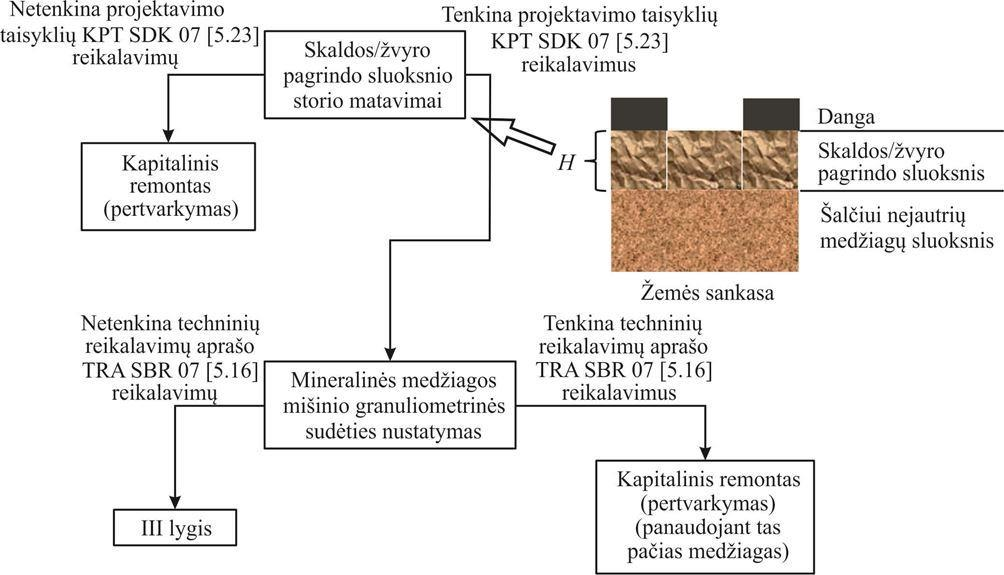 Netenkina projektavimo
taisyklių KPT SDK 07 [5.23]
reikalavimų
Tenkina projektavimo taisyklių
KPT SDK 07 [5.23]
reikalavimus
Skaldos/žvyro
pagrindo sluoksnio
storio matavimai
Kapitalinis
remontas
(pertvarkymas)
H
Danga
Skaldos/žvyro
pagrindo sluoksnis
Šalčiui nejautrių
medžiagų sluoksnis
Žemės sankasa
Netenkina techninių
reikalavimų aprašo
TRA SBR 07 [5.16]
reikalavimų
Tenkina techninių
reikalavimų aprašo
TRA SBR 07 [5.16]
reikalavimus
Mineralinės medžiagos
mišinio granuliometrinės
sudėties nustatymas
III lygis
Kapitalinis remontas
(pertvarkymas)
(panaudojant tas
pačias medžiagas)